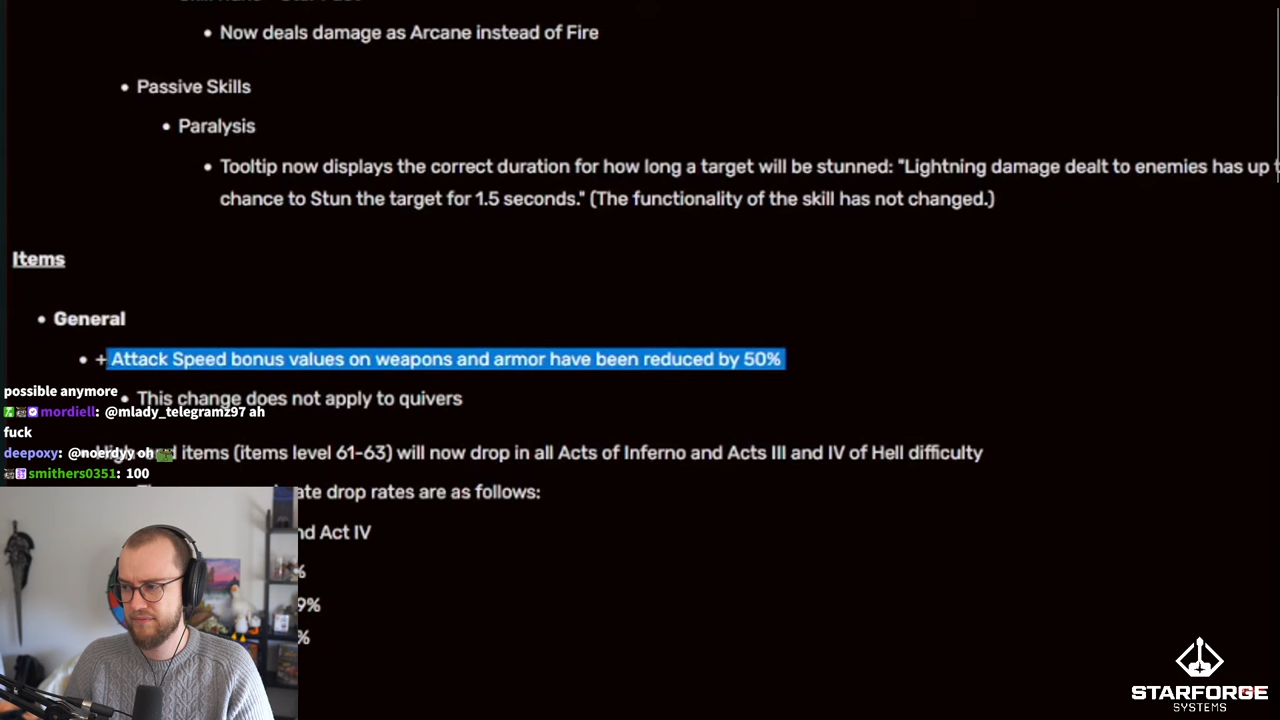 Now deals damage as Arcane instead of Fire
Passive Skills
Paralysis
Tooltip now displays the correct duration for how long a target will be stunned: "Lightning damage dealt to enemies has up
chance to Stun the target for 1.5 seconds." (The functionality of the skill has not changed.)
Items
General
+ Attack Speed bonus values on weapons and armor have been reduced by 50%
This change does not apply to quivers
items (items level 61-63) will now drop in all Acts of Inferno and Acts III and IV of Hell difficulty
drop rates are as follows:
Act IV
9%
%
possible anymore
mordiell: @mlady_telegramz97 ah
fuck
deepoxy: @noerdyy oh
smithers0351: 100
STARFORGE
SYSTEMS